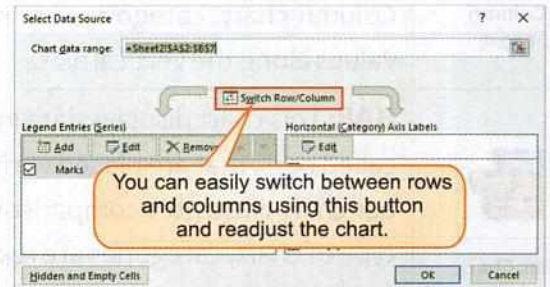 Select Data Source ? ×
Chart data range: =Sheet2!$A$2:$B$7
Switch Row/Column
Legend Entries (Series)
Horizontal (Category) Axis Labels
Add Edit Remove
Edit
Marks
You can easily switch between rows
and columns using this button
and readjust the chart.
Hidden and Empty Cells
OK Cancel